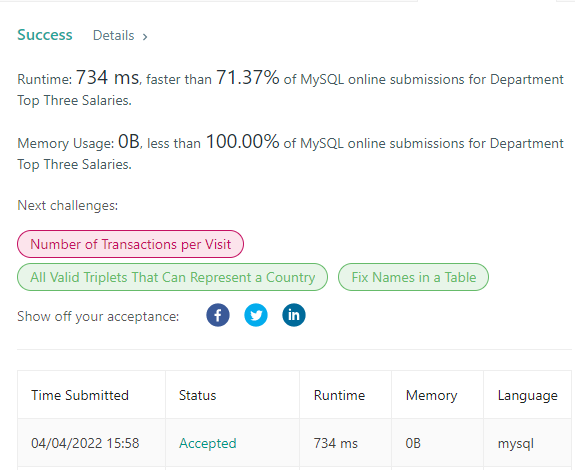 Success Details >
Runtime: 734 ms, faster than 71.37% of MySQL online submissions for Department
Top Three Salaries.
Memory Usage: 0B, less than 100.00% of MySQL online submissions for Department
Top Three Salaries.
Next challenges:
Number of Transactions per Visit
All Valid Triplets That Can Represent a Country Fix Names in a Table
Show off your acceptance: f in
Time Submitted Status Runtime Memory Language
04/04/2022 15:58 Accepted 734 ms 0B mysql